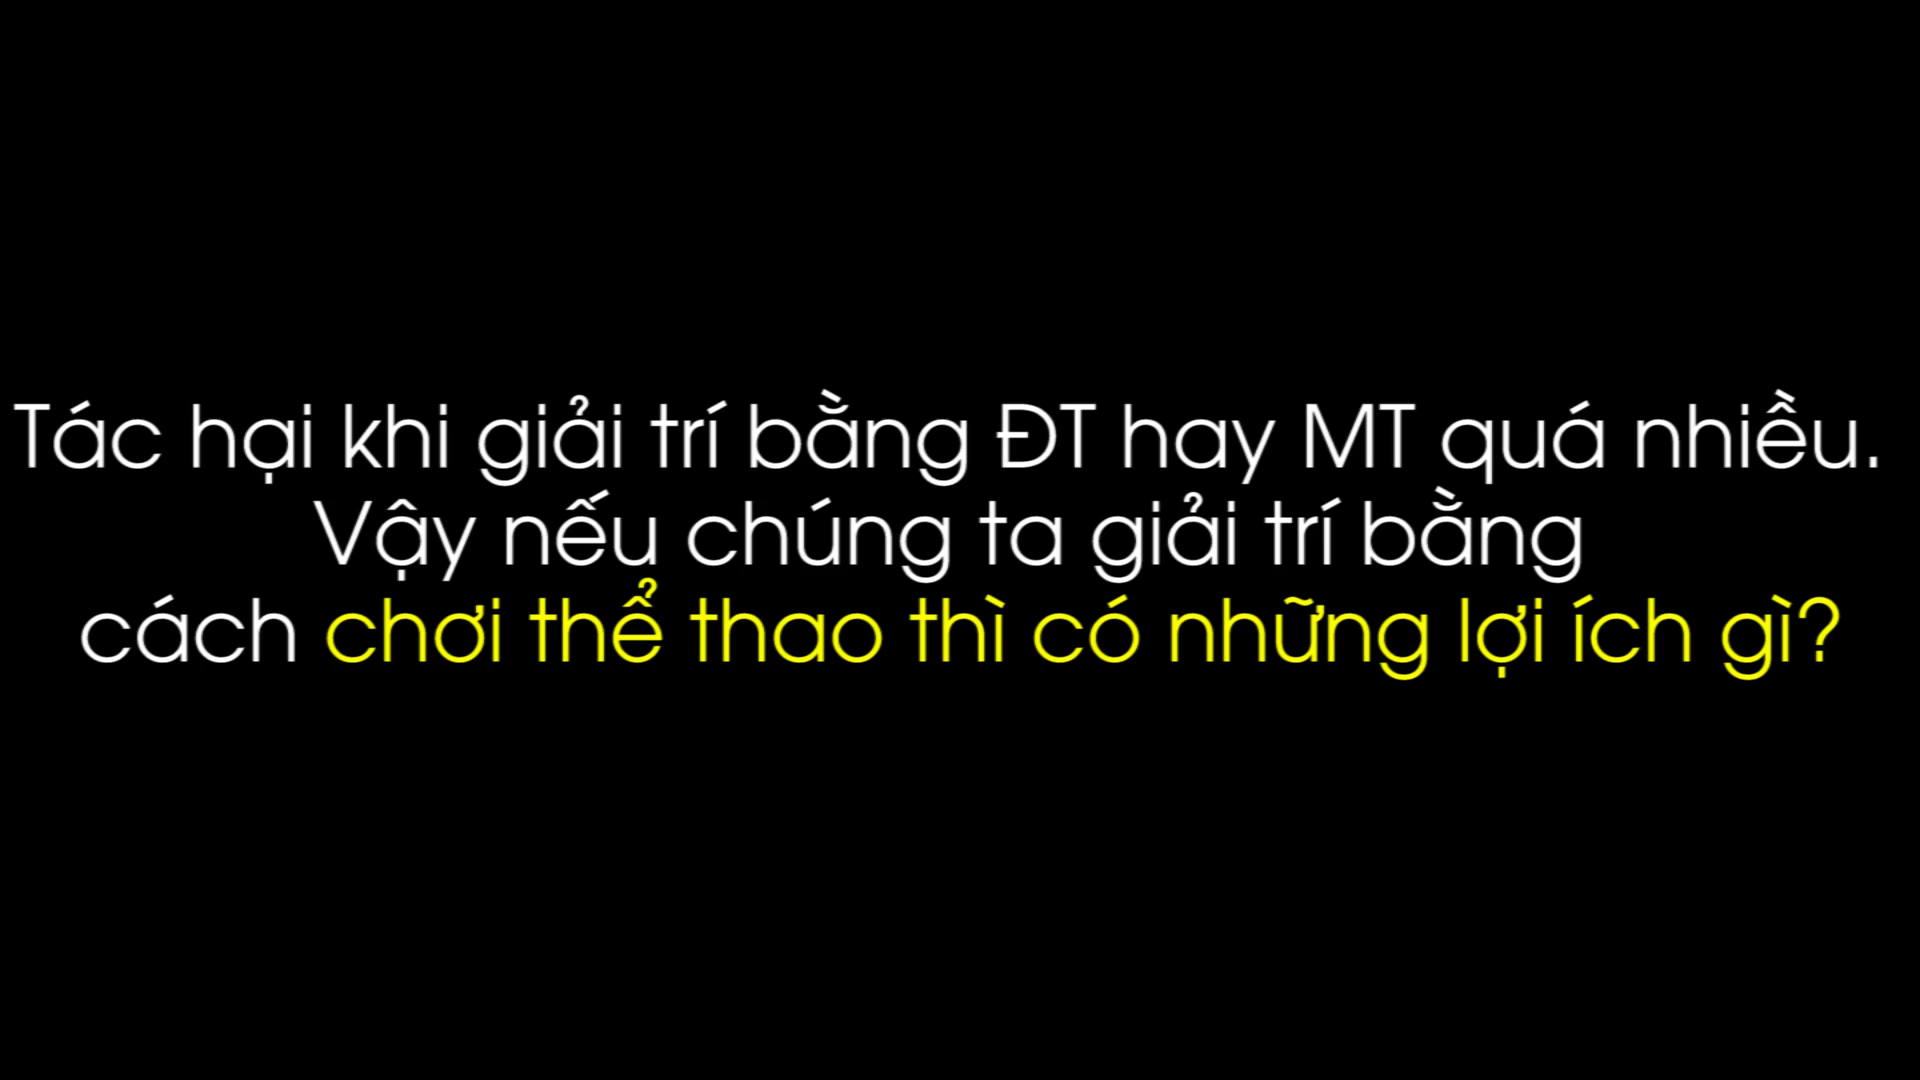 Tác hại khi giải trí bằng ĐT hay MT quá nhiều.
Vậy nếu chúng ta giải trí bằng
cách chơi thể thao thì có những lợi ích gì?